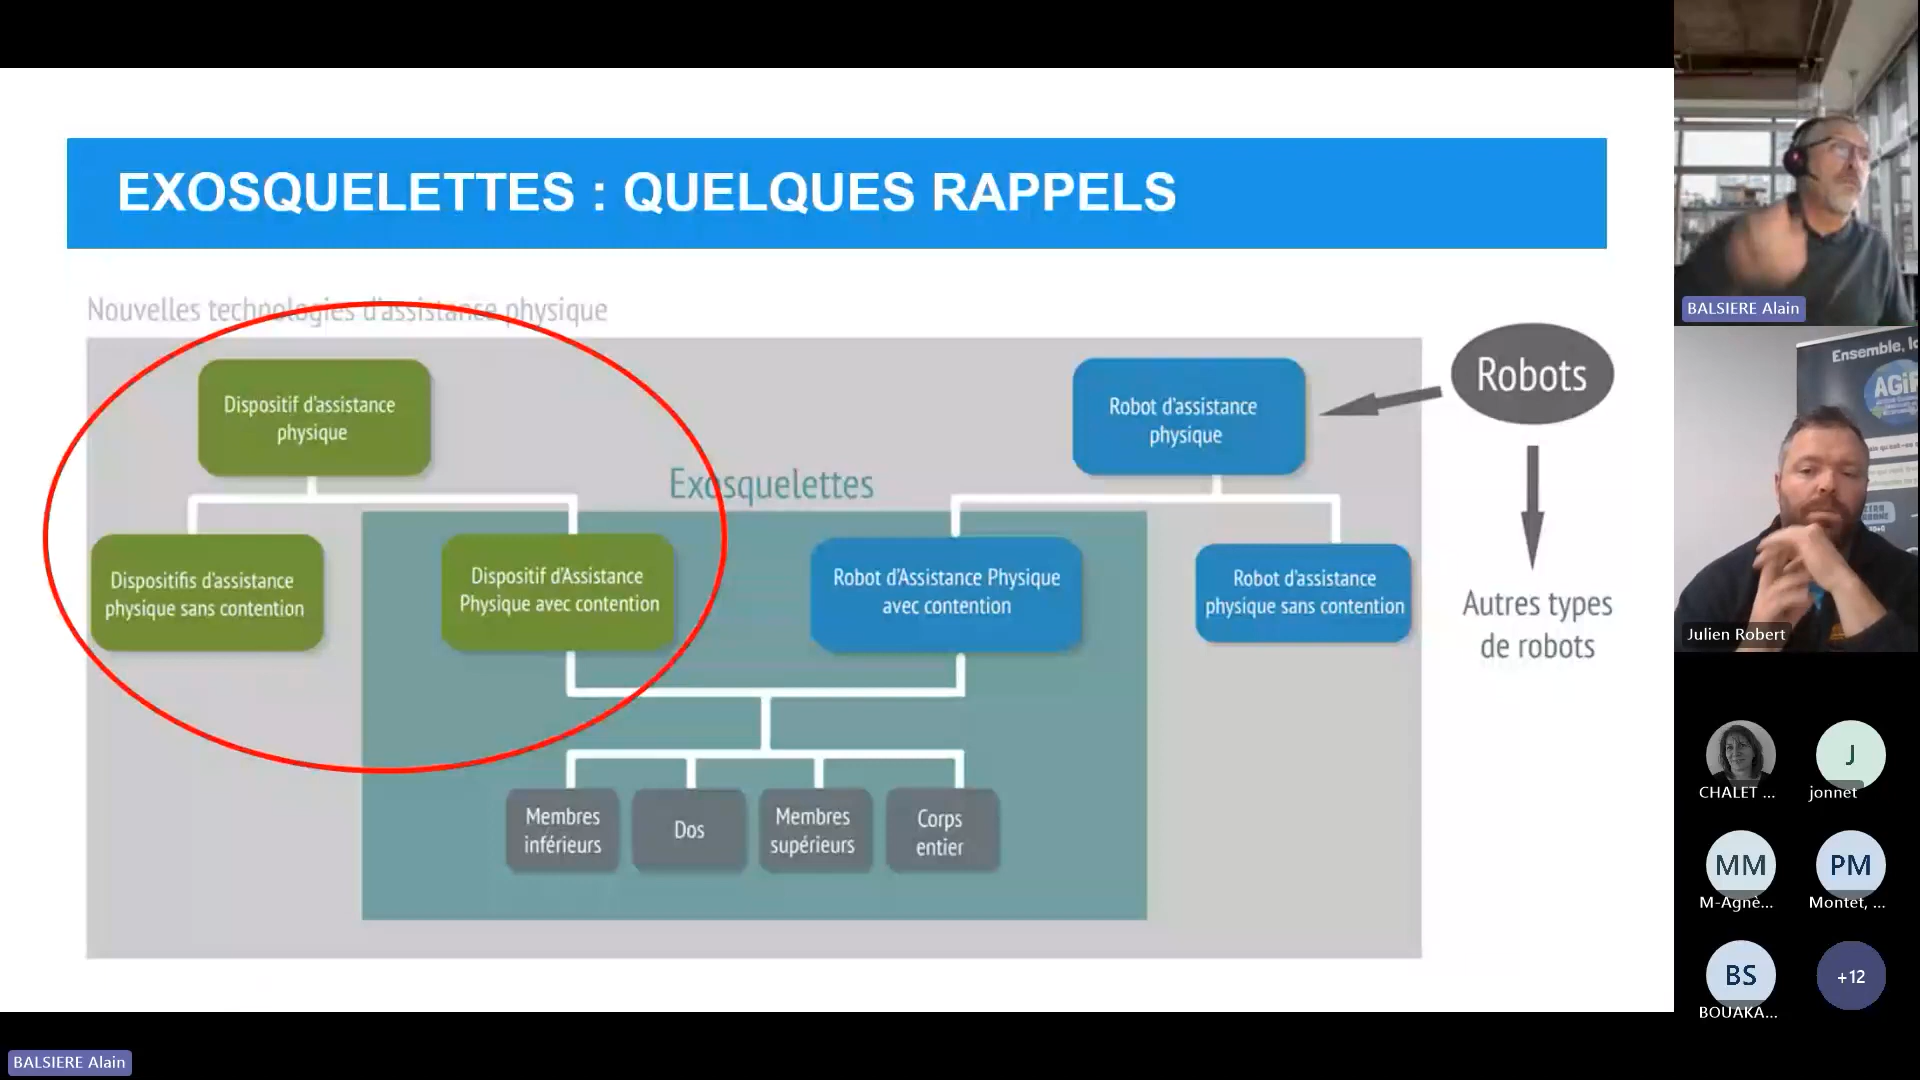 EXOSQUELETTES : QUELQUES RAPPELS
Nouvelles technologies d'assistance physique
Dispositif d'assistance
physique
Robot d'assistance
physique
Robots
Exosquelettes
Dispositifis d'assistance
physique sans contention
Dispositif d'Assistance
Physique avec contention
Robot d'Assistance Physique
avec contention
Robot d'assistance
physique sans contention
Autres types
de robots
Membres
inférieurs
Dos
Membres
supérieurs
Corps
entier
BALSIERE Alain
Ensemble, 
Julien Robert
CHALET ...
J
jonnet
MM
M-Agnè...
PM
Montet, ...
BS
BOUAKA...
+12
BALSIERE Alain